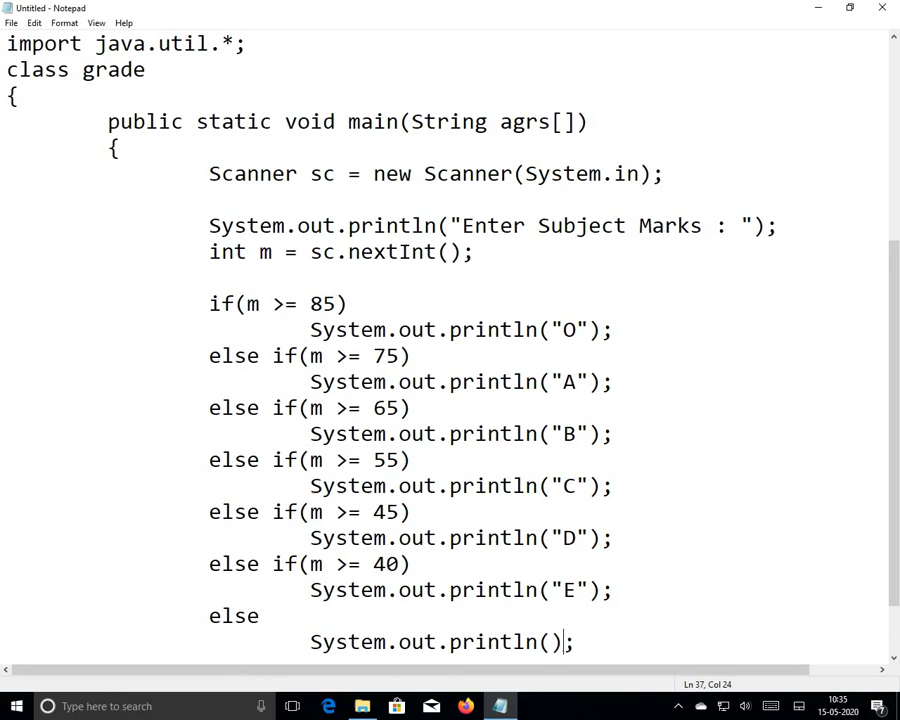 Untitled - Notepad
File Edit Format View Help
import java.util.*;
class grade
{
public static void main(String agrs[])
{
Scanner sc = new Scanner(System.in);
System.out.println("Enter Subject Marks : ");
int m = sc.nextInt();
if(m >= 85)
System.out.println("O");
else if(m >= 75)
System.out.println("A");
else if(m >= 65)
System.out.println("B");
else if(m >= 55)
System.out.println("C");
else if(m >= 45)
System.out.println("D");
else if(m >= 40)
System.out.println("E");
else
System.out.println();
Ln 37, Col 24
Type here to search
10:35
15-05-2020
7